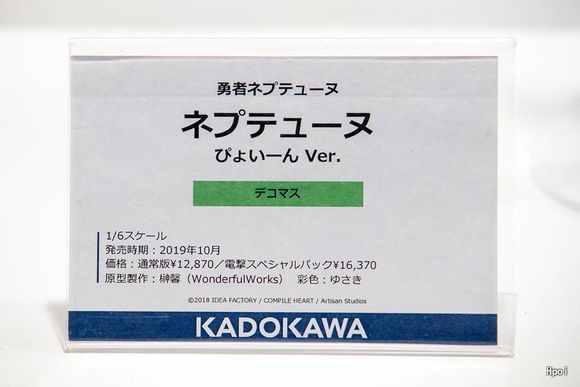 勇者ネプテューヌ
ネプテューヌ
ぴょいーん Ver.
デコマス
1/6スケール
発売時期：2019年10月
価格：通常版¥12,870／電撃スペシャルパック¥16,370
原型製作：榊馨（WonderfulWorks）　彩色：ゆさき
©2018 IDEA FACTORY / COMPILE HEART / Artisan Studios
KADOKAWA
Hpoi